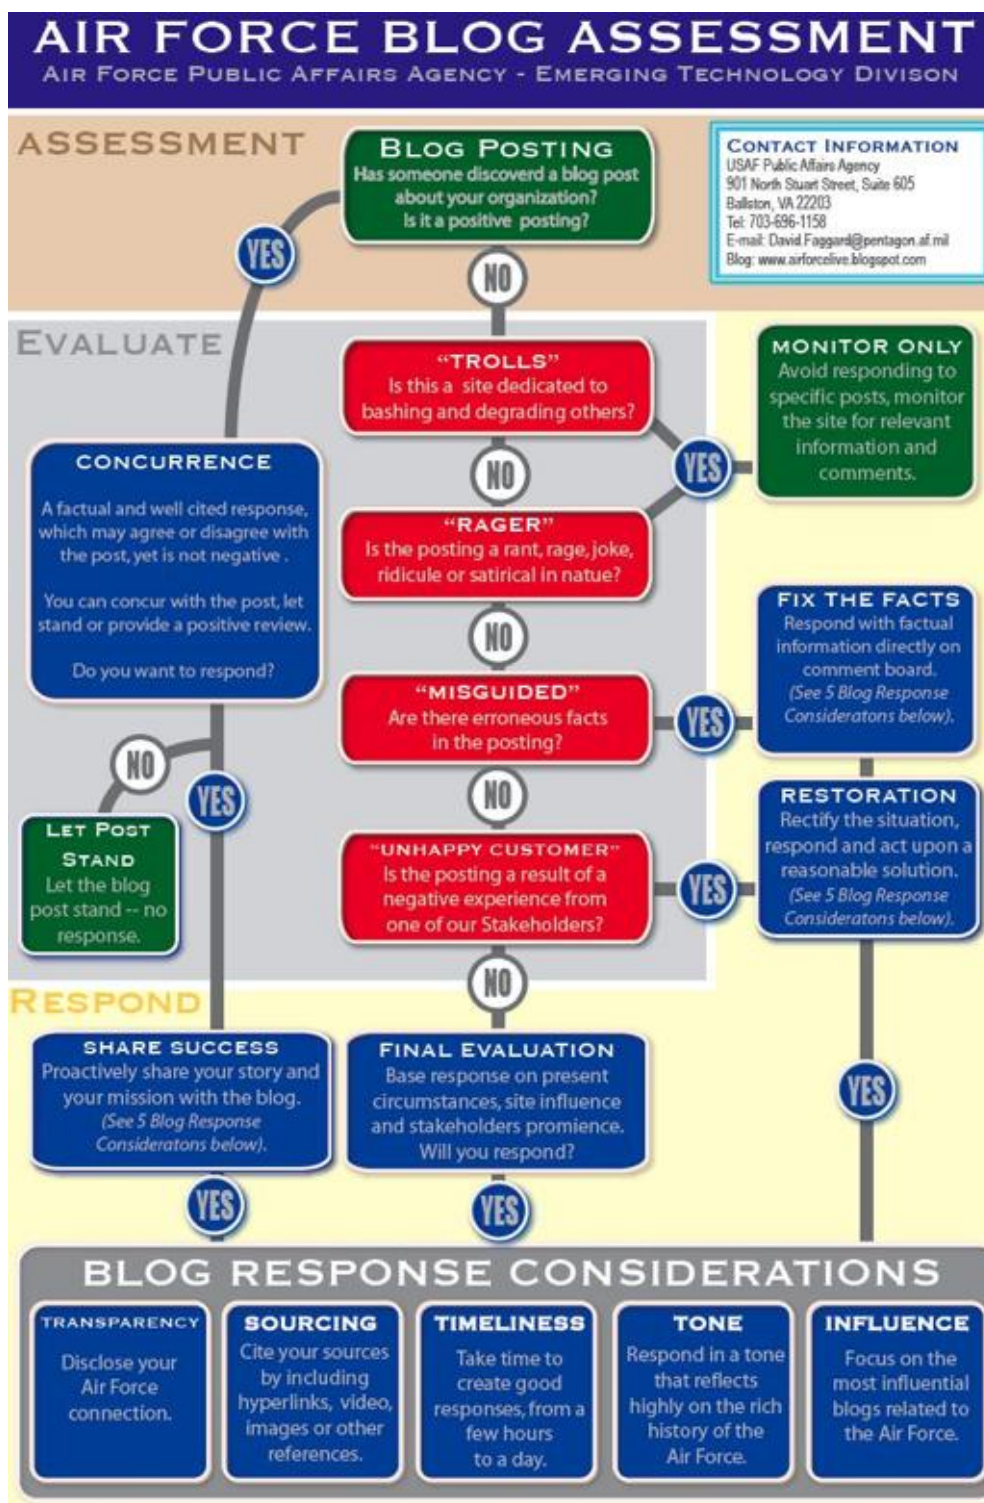 AIR FORCE BLOG ASSESSMENT
AIR FORCE PUBLIC AFFAIRS AGENCY - EMERGING TECHNOLOGY DIVISON
ASSESSMENT
BLOG POSTING
Has someone discoverd a blog post
about your organization?
Is it a positive posting?
CONTACT INFORMATION
USAF Public Affairs Agency
901 North Stuart Street, Suite 605
Ballston, VA 22203
Tel: 703-696-1158
E-mail: David.Faggard@pentagon.af.mil
Blog: www.airforcelive.blogspot.com
YES
NO
EVALUATE
"TROLLS"
Is this a site dedicated to
bashing and degrading others?
MONITOR ONLY
Avoid responding to
specific posts, monitor
the site for relevant
information and
comments.
NO
YES
CONCURRENCE
A factual and well cited response,
which may agree or disagree with
the post, yet is not negative .
You can concur with the post, let
stand or provide a positive review.
Do you want to respond?
"RAGER"
Is the posting a rant, rage, joke,
ridicule or satirical in natue?
NO
FIX THE FACTS
Respond with factual
information directly on
comment board.
(See 5 Blog Response
Consideratons below).
"MISGUIDED"
Are there erroneous facts
in the posting?
YES
NO
YES
NO
LET POST
STAND
Let the blog
post stand -- no
response.
"UNHAPPY CUSTOMER"
Is the posting a result of a
negative experience from
one of our Stakeholders?
YES
RESTORATION
Rectify the situation,
respond and act upon a
reasonable solution.
(See 5 Blog Response
Consideratons below).
NO
RESPOND
SHARE SUCCESS
Proactively share your story and
your mission with the blog.
(See 5 Blog Response
Consideratons below).
FINAL EVALUATION
Base response on present
circumstances, site influence
and stakeholders promience.
Will you respond?
YES
YES
YES
BLOG RESPONSE CONSIDERATIONS
TRANSPARENCY
Disclose your
Air Force
connection.
SOURCING
Cite your sources
by including
hyperlinks, video,
images or other
references.
TIMELINESS
Take time to
create good
responses, from a
few hours
to a day.
TONE
Respond in a tone
that reflects
highly on the rich
history of the
Air Force.
INFLUENCE
Focus on the
most influential
blogs related to
the Air Force.